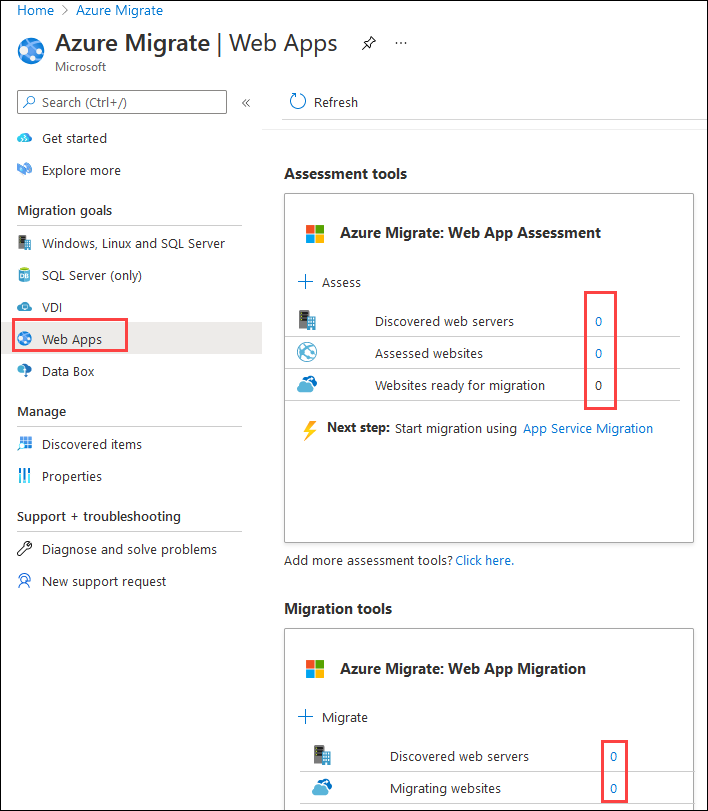 Home > Azure Migrate
Azure Migrate | Web Apps
Microsoft
Search (Ctrl+/)
«
Get started
Explore more
Migration goals
Windows, Linux and SQL Server
SQL Server (only)
VDI
Web Apps
Data Box
Manage
Discovered items
Properties
Support + troubleshooting
Diagnose and solve problems
New support request
Refresh
Assessment tools
Azure Migrate: Web App Assessment
Assess
Discovered web servers 0
Assessed websites 0
Websites ready for migration 0
Next step: Start migration using App Service Migration
Add more assessment tools? Click here.
Migration tools
Azure Migrate: Web App Migration
Migrate
Discovered web servers 0
Migrating websites 0